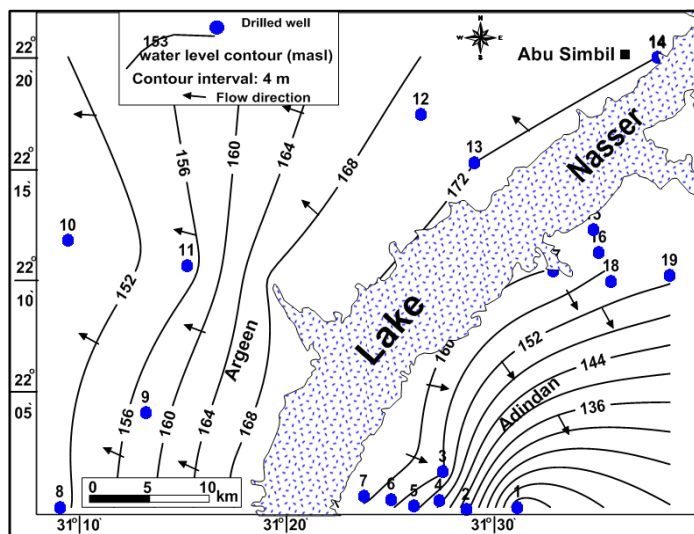 Drilled well
153
water level contour (masl)
Contour interval: 4 m
Flow direction
N
W E
S
Abu Simbil
14
22° 20`
22° 15`
22° 10`
22° 05`
12
13
156
160
164
168
172
Nasser
10
11
152
16
18
19
Lake
Argeen
152
144
136
Adindan
9
156
160
164
168
8
7
6
5
4
3
2
1
0 5 10
km
31° 10` 31° 20` 31° 30`